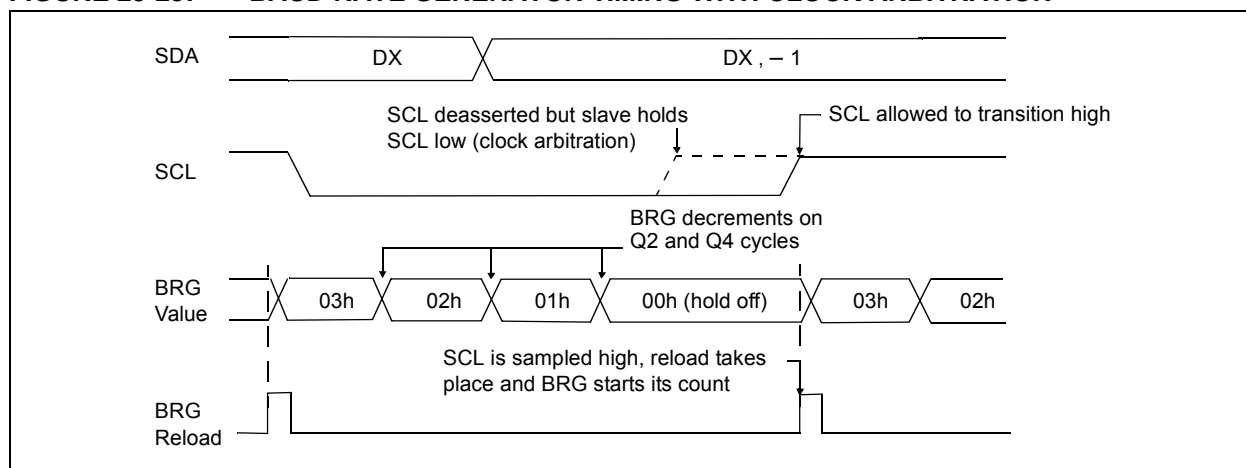 SDA
DX
DX , – 1
SCL deasserted but slave holds
SCL low (clock arbitration)
SCL allowed to transition high
SCL
BRG decrements on
Q2 and Q4 cycles
BRG
Value
03h
02h
01h
00h (hold off)
03h
02h
SCL is sampled high, reload takes
place and BRG starts its count
BRG
Reload